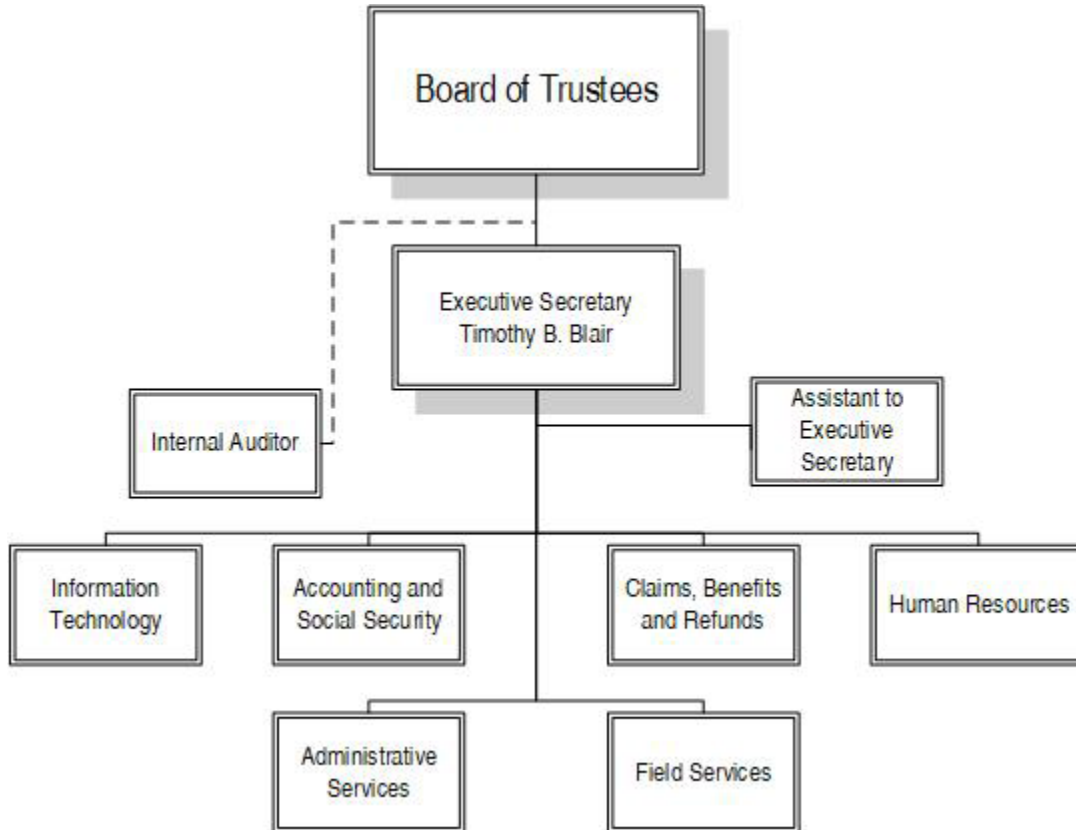 Board of Trustees
Executive Secretary
Timothy B. Blair
Internal Auditor
Assistant to
Executive
Secretary
Information
Technology
Accounting and
Social Security
Claims, Benefits
and Refunds
Human Resources
Administrative
Services
Field Services